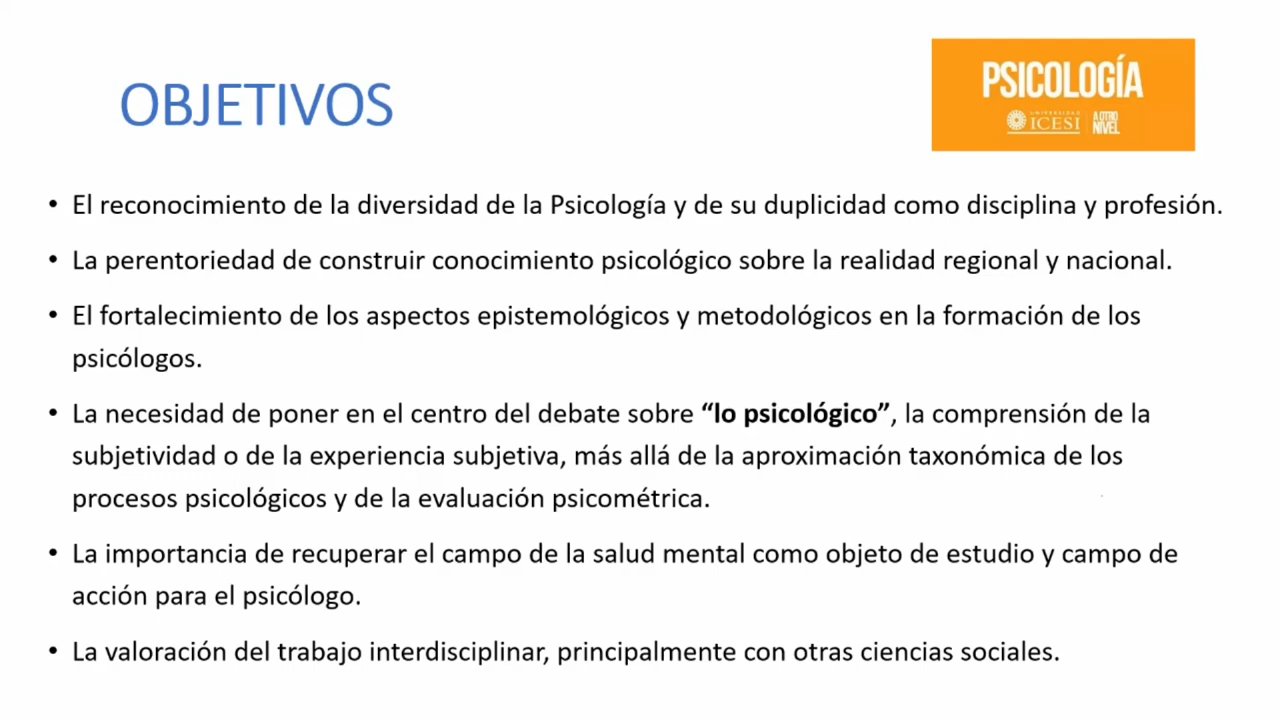 OBJETIVOS
PSICOLOGÍA
UNIVERSIDAD
ICESI
A OTRO
NIVEL
• El reconocimiento de la diversidad de la Psicología y de su duplicidad como disciplina y profesión.
• La perentoriedad de construir conocimiento psicológico sobre la realidad regional y nacional.
• El fortalecimiento de los aspectos epistemológicos y metodológicos en la formación de los
psicólogos.
• La necesidad de poner en el centro del debate sobre “lo psicológico”, la comprensión de la
subjetividad o de la experiencia subjetiva, más allá de la aproximación taxonómica de los
procesos psicológicos y de la evaluación psicométrica.
• La importancia de recuperar el campo de la salud mental como objeto de estudio y campo de
acción para el psicólogo.
• La valoración del trabajo interdisciplinar, principalmente con otras ciencias sociales.